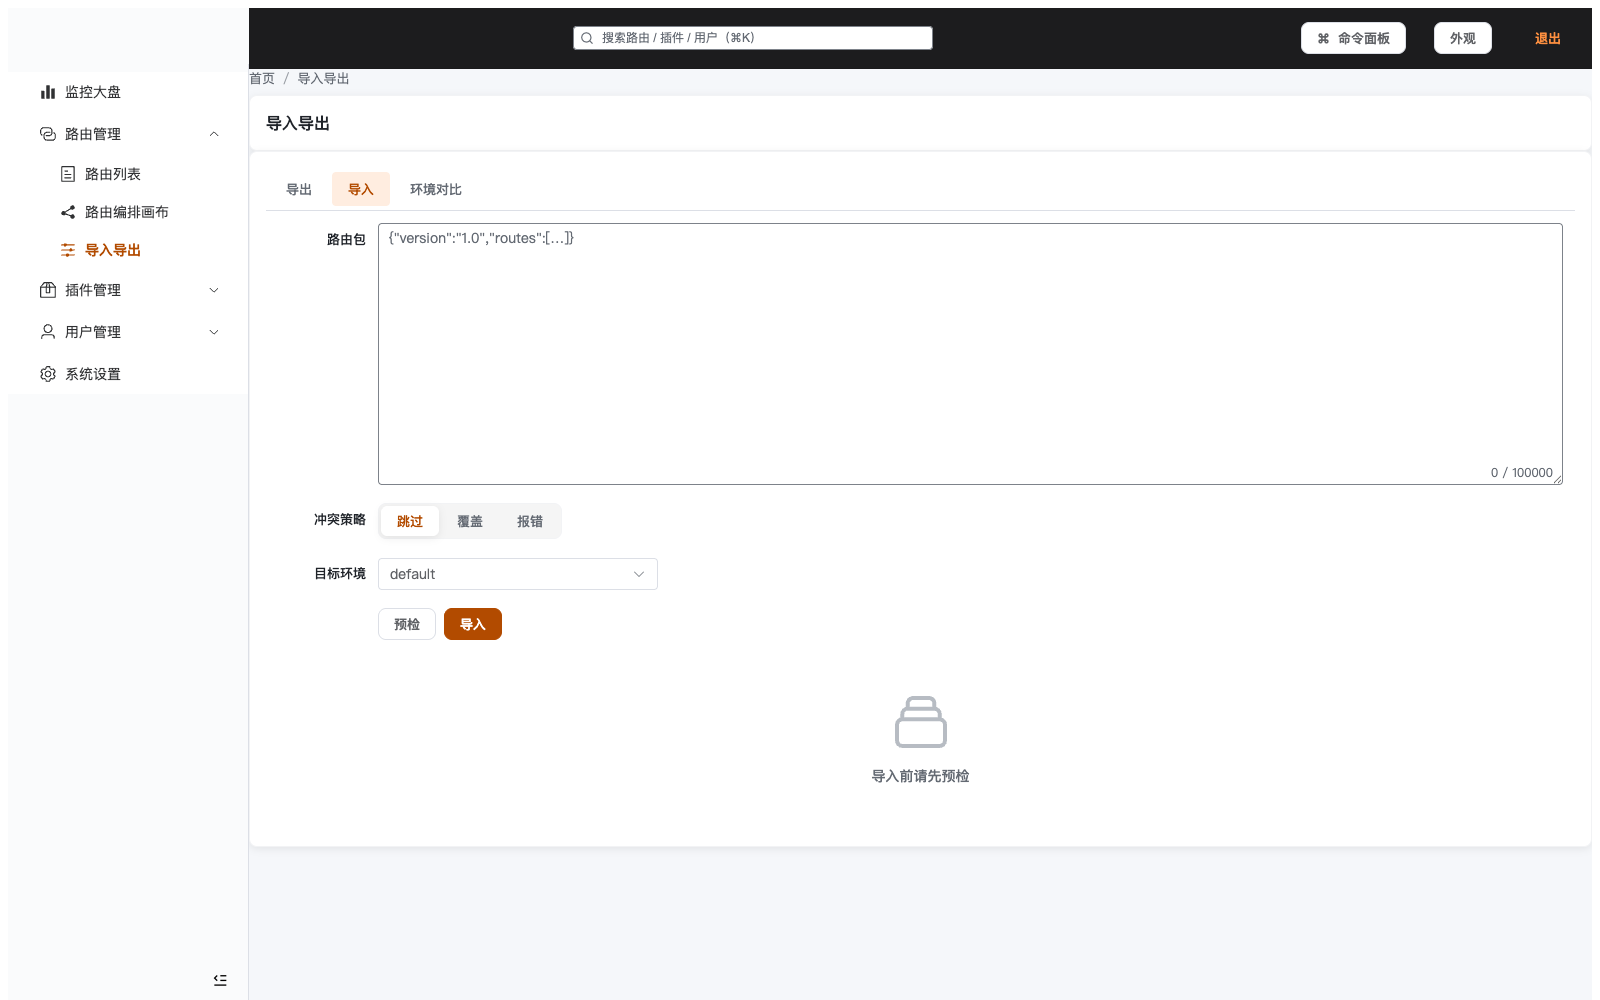 搜索路由 / 插件 / 用户（⌘K）
⌘ 命令面板
外观
退出
监控大盘
路由管理
路由列表
路由编排画布
导入导出
插件管理
用户管理
系统设置
首页 / 导入导出
导入导出
导出
导入
环境对比
路由包
{"version":"1.0","routes":[...]}
0 / 100000
冲突策略
跳过
覆盖
报错
目标环境
default
预检
导入
导入前请先预检